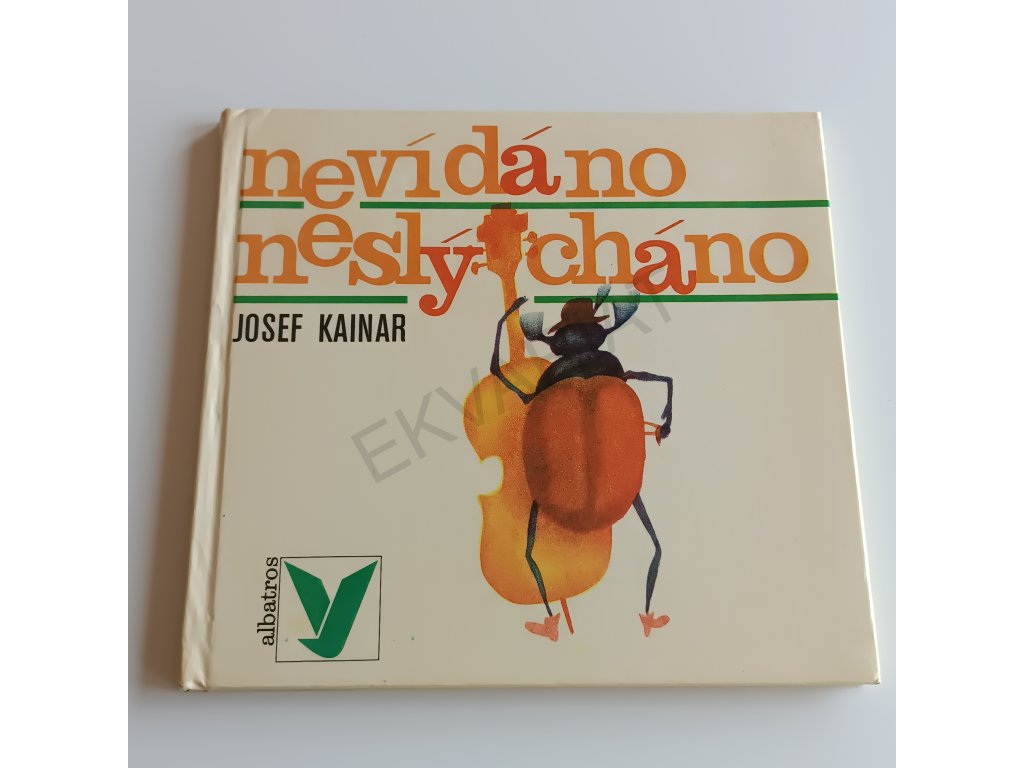 nevídáno
neslýcháno
JOSEF KAINAR
albatros